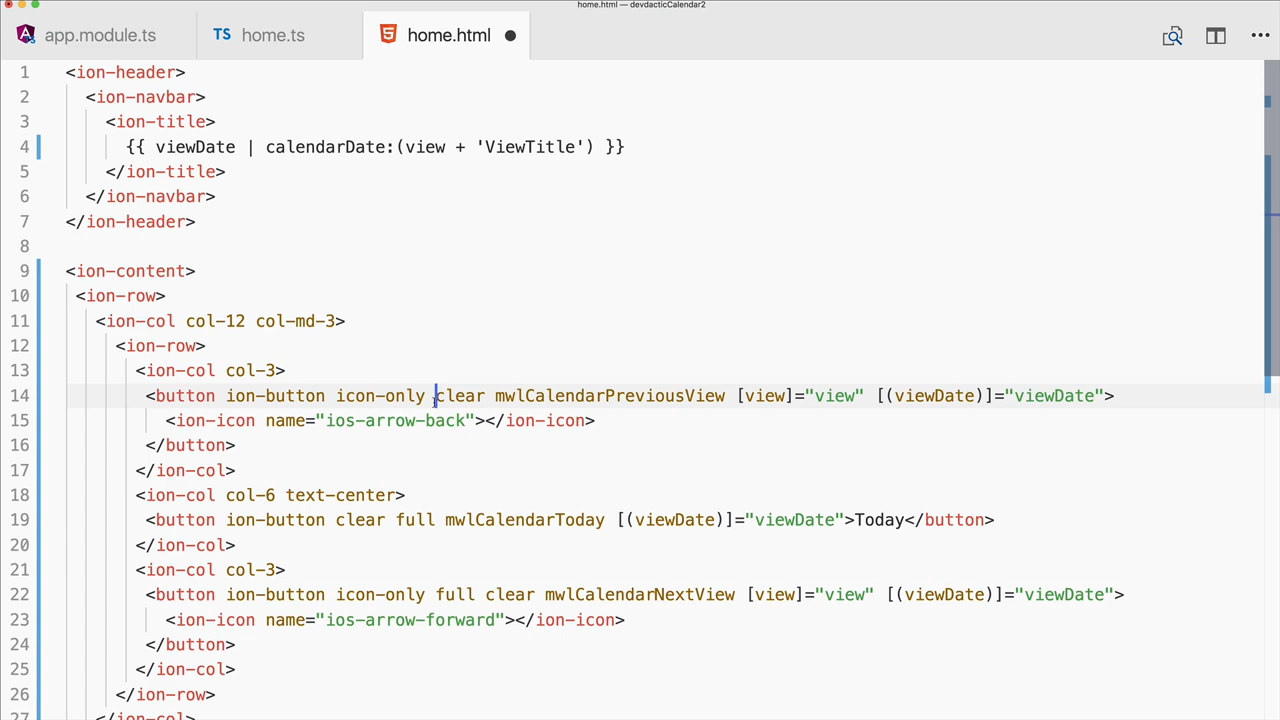 home.html — devdacticCalendar2
app.module.ts TS home.ts 5 home.html
1 <ion-header>
2 <ion-navbar>
3 <ion-title>
4 {{ viewDate | calendarDate:(view + 'ViewTitle') }}
5 </ion-title>
6 </ion-navbar>
7 </ion-header>
8
9 <ion-content>
10 <ion-row>
11 <ion-col col-12 col-md-3>
12 <ion-row>
13 <ion-col col-3>
14 <button ion-button icon-only clear mwlCalendarPreviousView [view]="view" [(viewDate)]="viewDate">
15 <ion-icon name="ios-arrow-back"></ion-icon>
16 </button>
17 </ion-col>
18 <ion-col col-6 text-center>
19 <button ion-button clear full mwlCalendarToday [(viewDate)]="viewDate">Today</button>
20 </ion-col>
21 <ion-col col-3>
22 <button ion-button icon-only full clear mwlCalendarNextView [view]="view" [(viewDate)]="viewDate">
23 <ion-icon name="ios-arrow-forward"></ion-icon>
24 </button>
25 </ion-col>
26 </ion-row>
27 </ion-col>